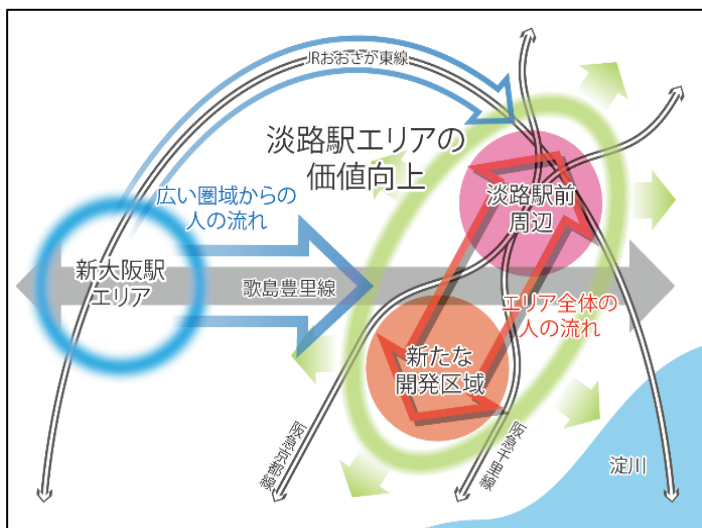 JRおおさか東線
淡路駅エリアの
価値向上
広い圏域からの
人の流れ
淡路駅前
周辺
新大阪駅
エリア
歌島豊里線
エリア全体の
人の流れ
新たな
開発区域
阪急京都線
阪急千里線
淀川